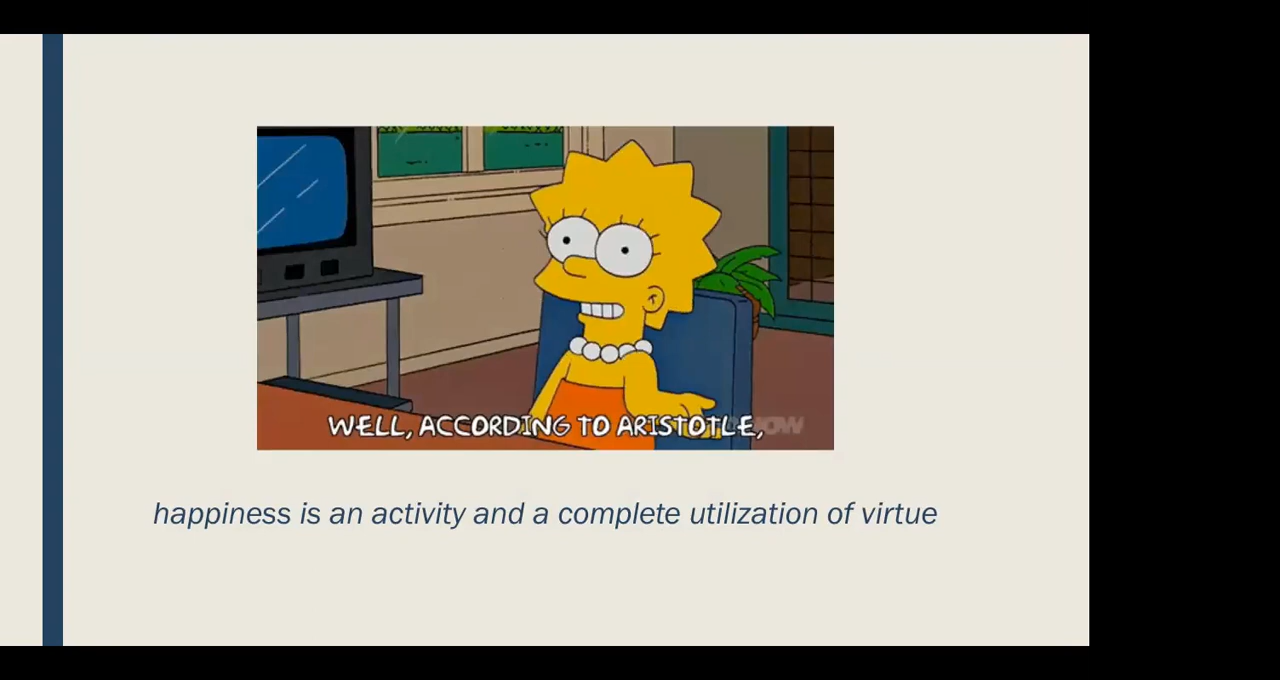 WELL, ACCORDING TO ARISTOTLE,
happiness is an activity and a complete utilization of virtue